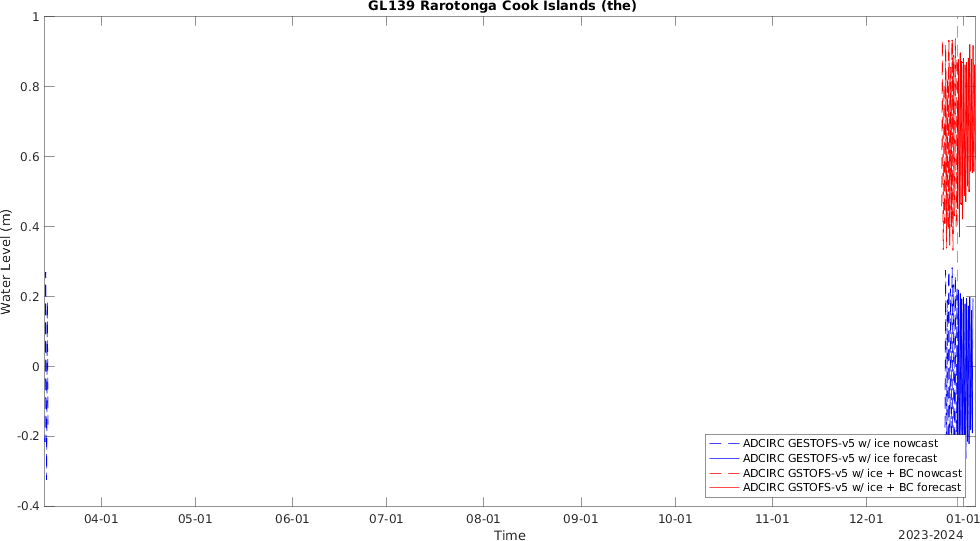 GL139 Rarotonga Cook Islands (the)
1
0.8
0.6
0.4
0.2
0
-0.2
-0.4
Water Level (m)
04-01 05-01 06-01 07-01 08-01 09-01 10-01 11-01 12-01 01-01
Time
2023-2024
ADCIRC GESTOFS-v5 w/ ice nowcast
ADCIRC GESTOFS-v5 w/ ice forecast
ADCIRC GSTOFS-v5 w/ ice + BC nowcast
ADCIRC GSTOFS-v5 w/ ice + BC forecast